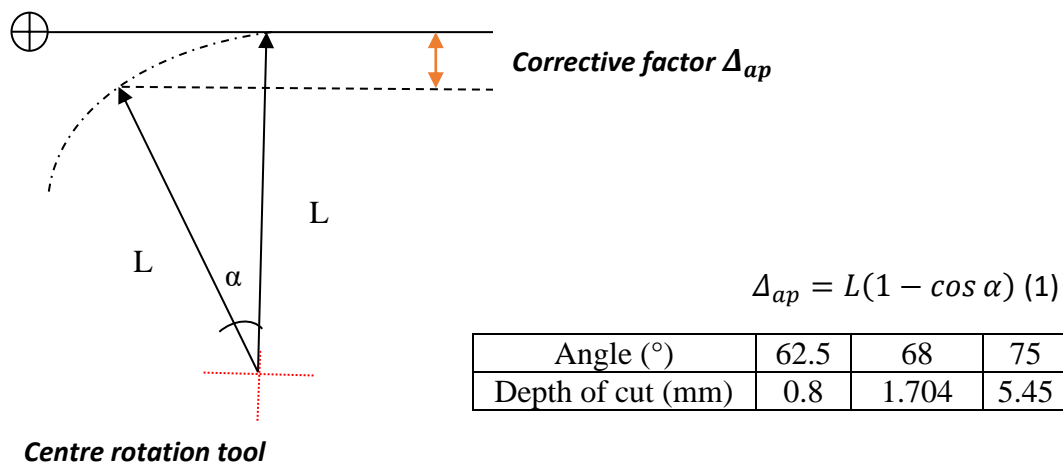 Corrective factor Δap
L
L
α
Δap = L(1 − cos α) (1)
Angle (°) 62.5 68 75
Depth of cut (mm) 0.8 1.704 5.45
Centre rotation tool